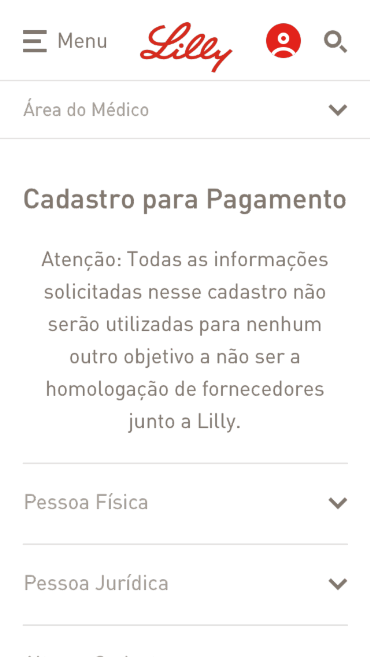 Menu
Lilly
Área do Médico
Cadastro para Pagamento
Atenção: Todas as informações
solicitadas nesse cadastro não
serão utilizadas para nenhum
outro objetivo a não ser a
homologação de fornecedores
junto a Lilly.
Pessoa Física
Pessoa Jurídica